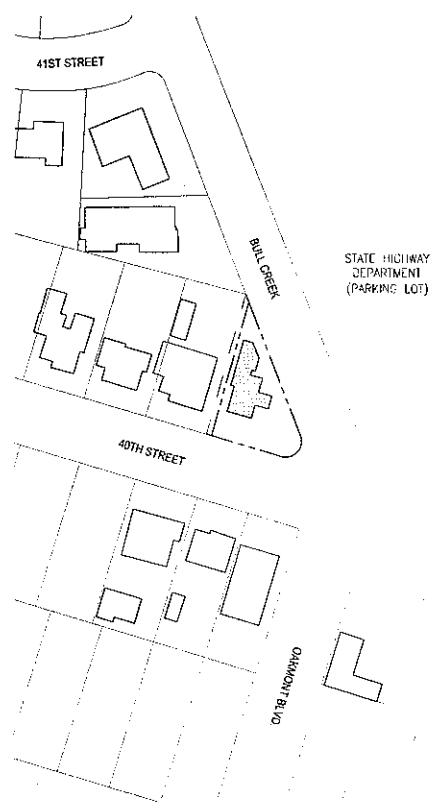 41ST STREET
BULL CREEK
STATE HIGHWAY
DEPARTMENT
(PARKING LOT)
40TH STREET
OAKMONT BLVD.